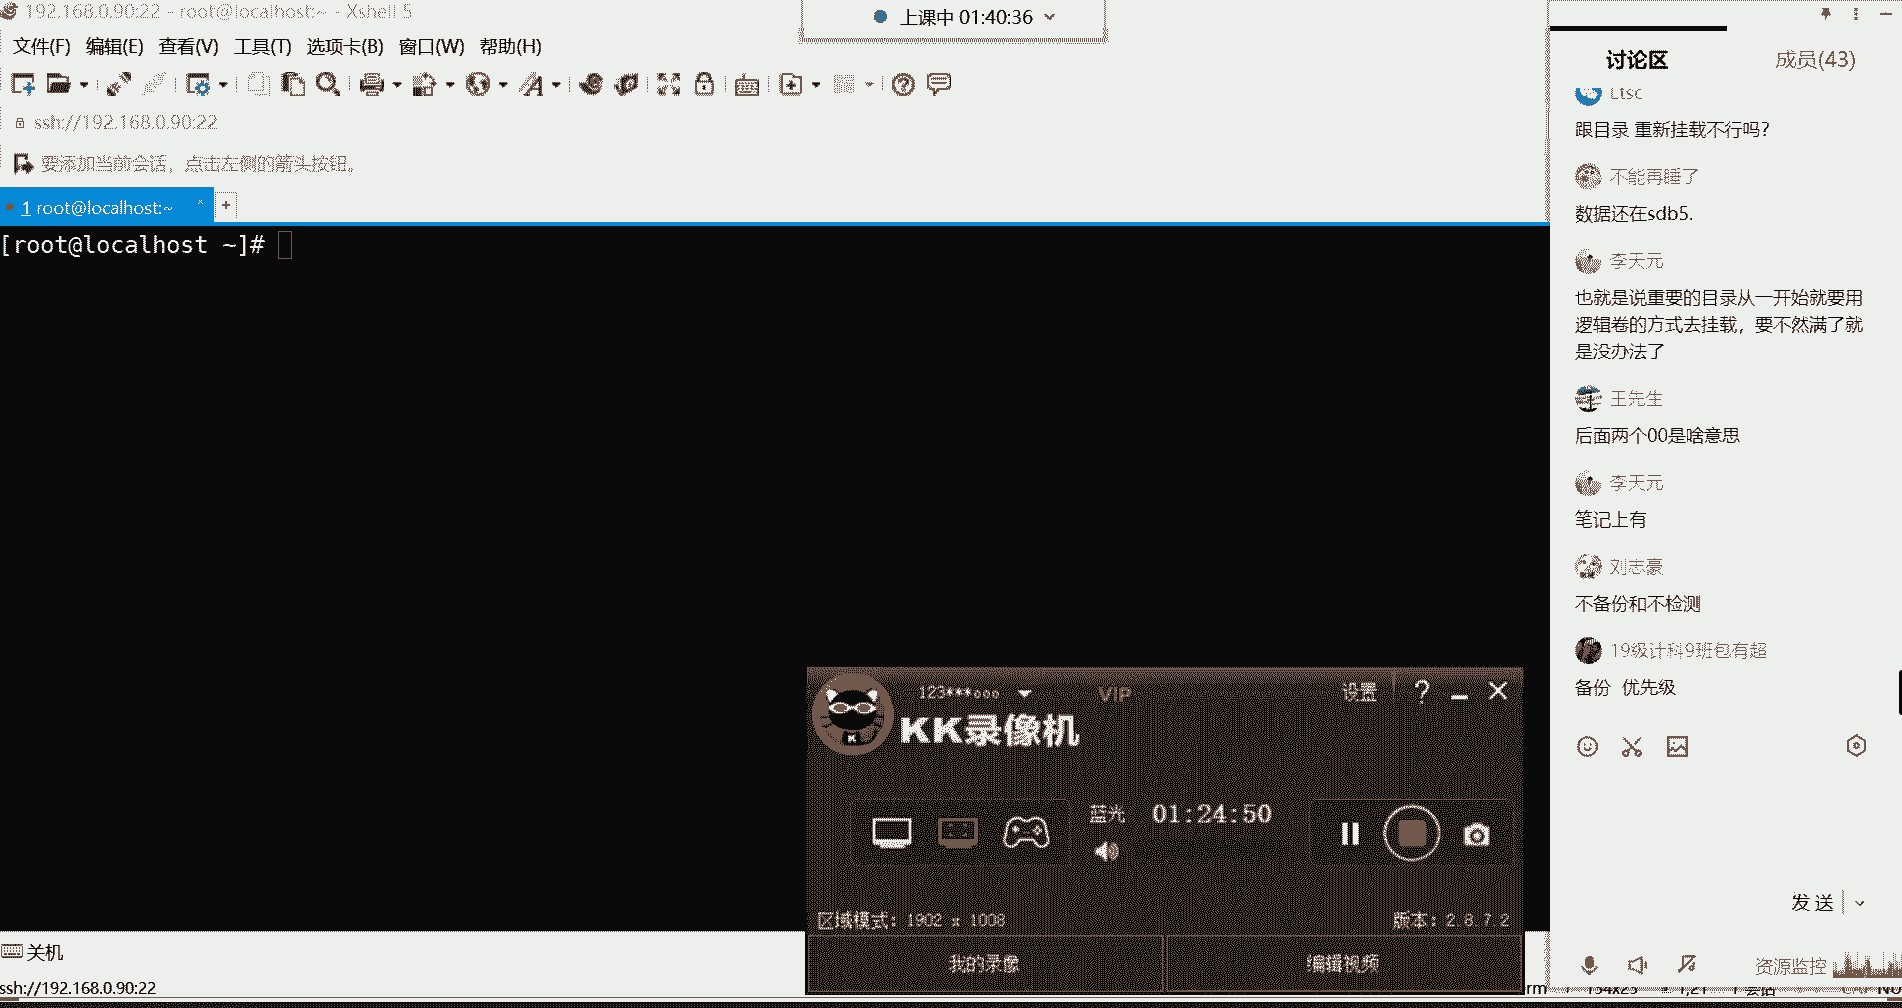 192.168.0.90:22 - root@localhost:~ - Xshell 5
上课中 01:40:36
文件(F) 编辑(E) 查看(V) 工具(T) 选项卡(B) 窗口(W) 帮助(H)
ssh://192.168.0.90:22
要添加当前会话，点击左侧的箭头按钮。
1 root@localhost:~
[root@localhost ~]#
讨论区 成员(43)
跟目录 重新挂载不行吗?
不能再睡了
数据还在sdb5.
李天元
也就是说重要的目录从一开始就要用
逻辑卷的方式去挂载，要不然满了就
是没办法了
王先生
后面两个00是啥意思
李天元
笔记上有
刘志豪
不备份和不检测
19级计科9班包有超
备份 优先级
发送
资源监控
123***ooo VIP 设置
KK录像机
蓝光 01:24:50
区域模式：1902 x 1008 版本：2.8.7.2
我的录像 编辑视频
关机
ssh://192.168.0.90:22